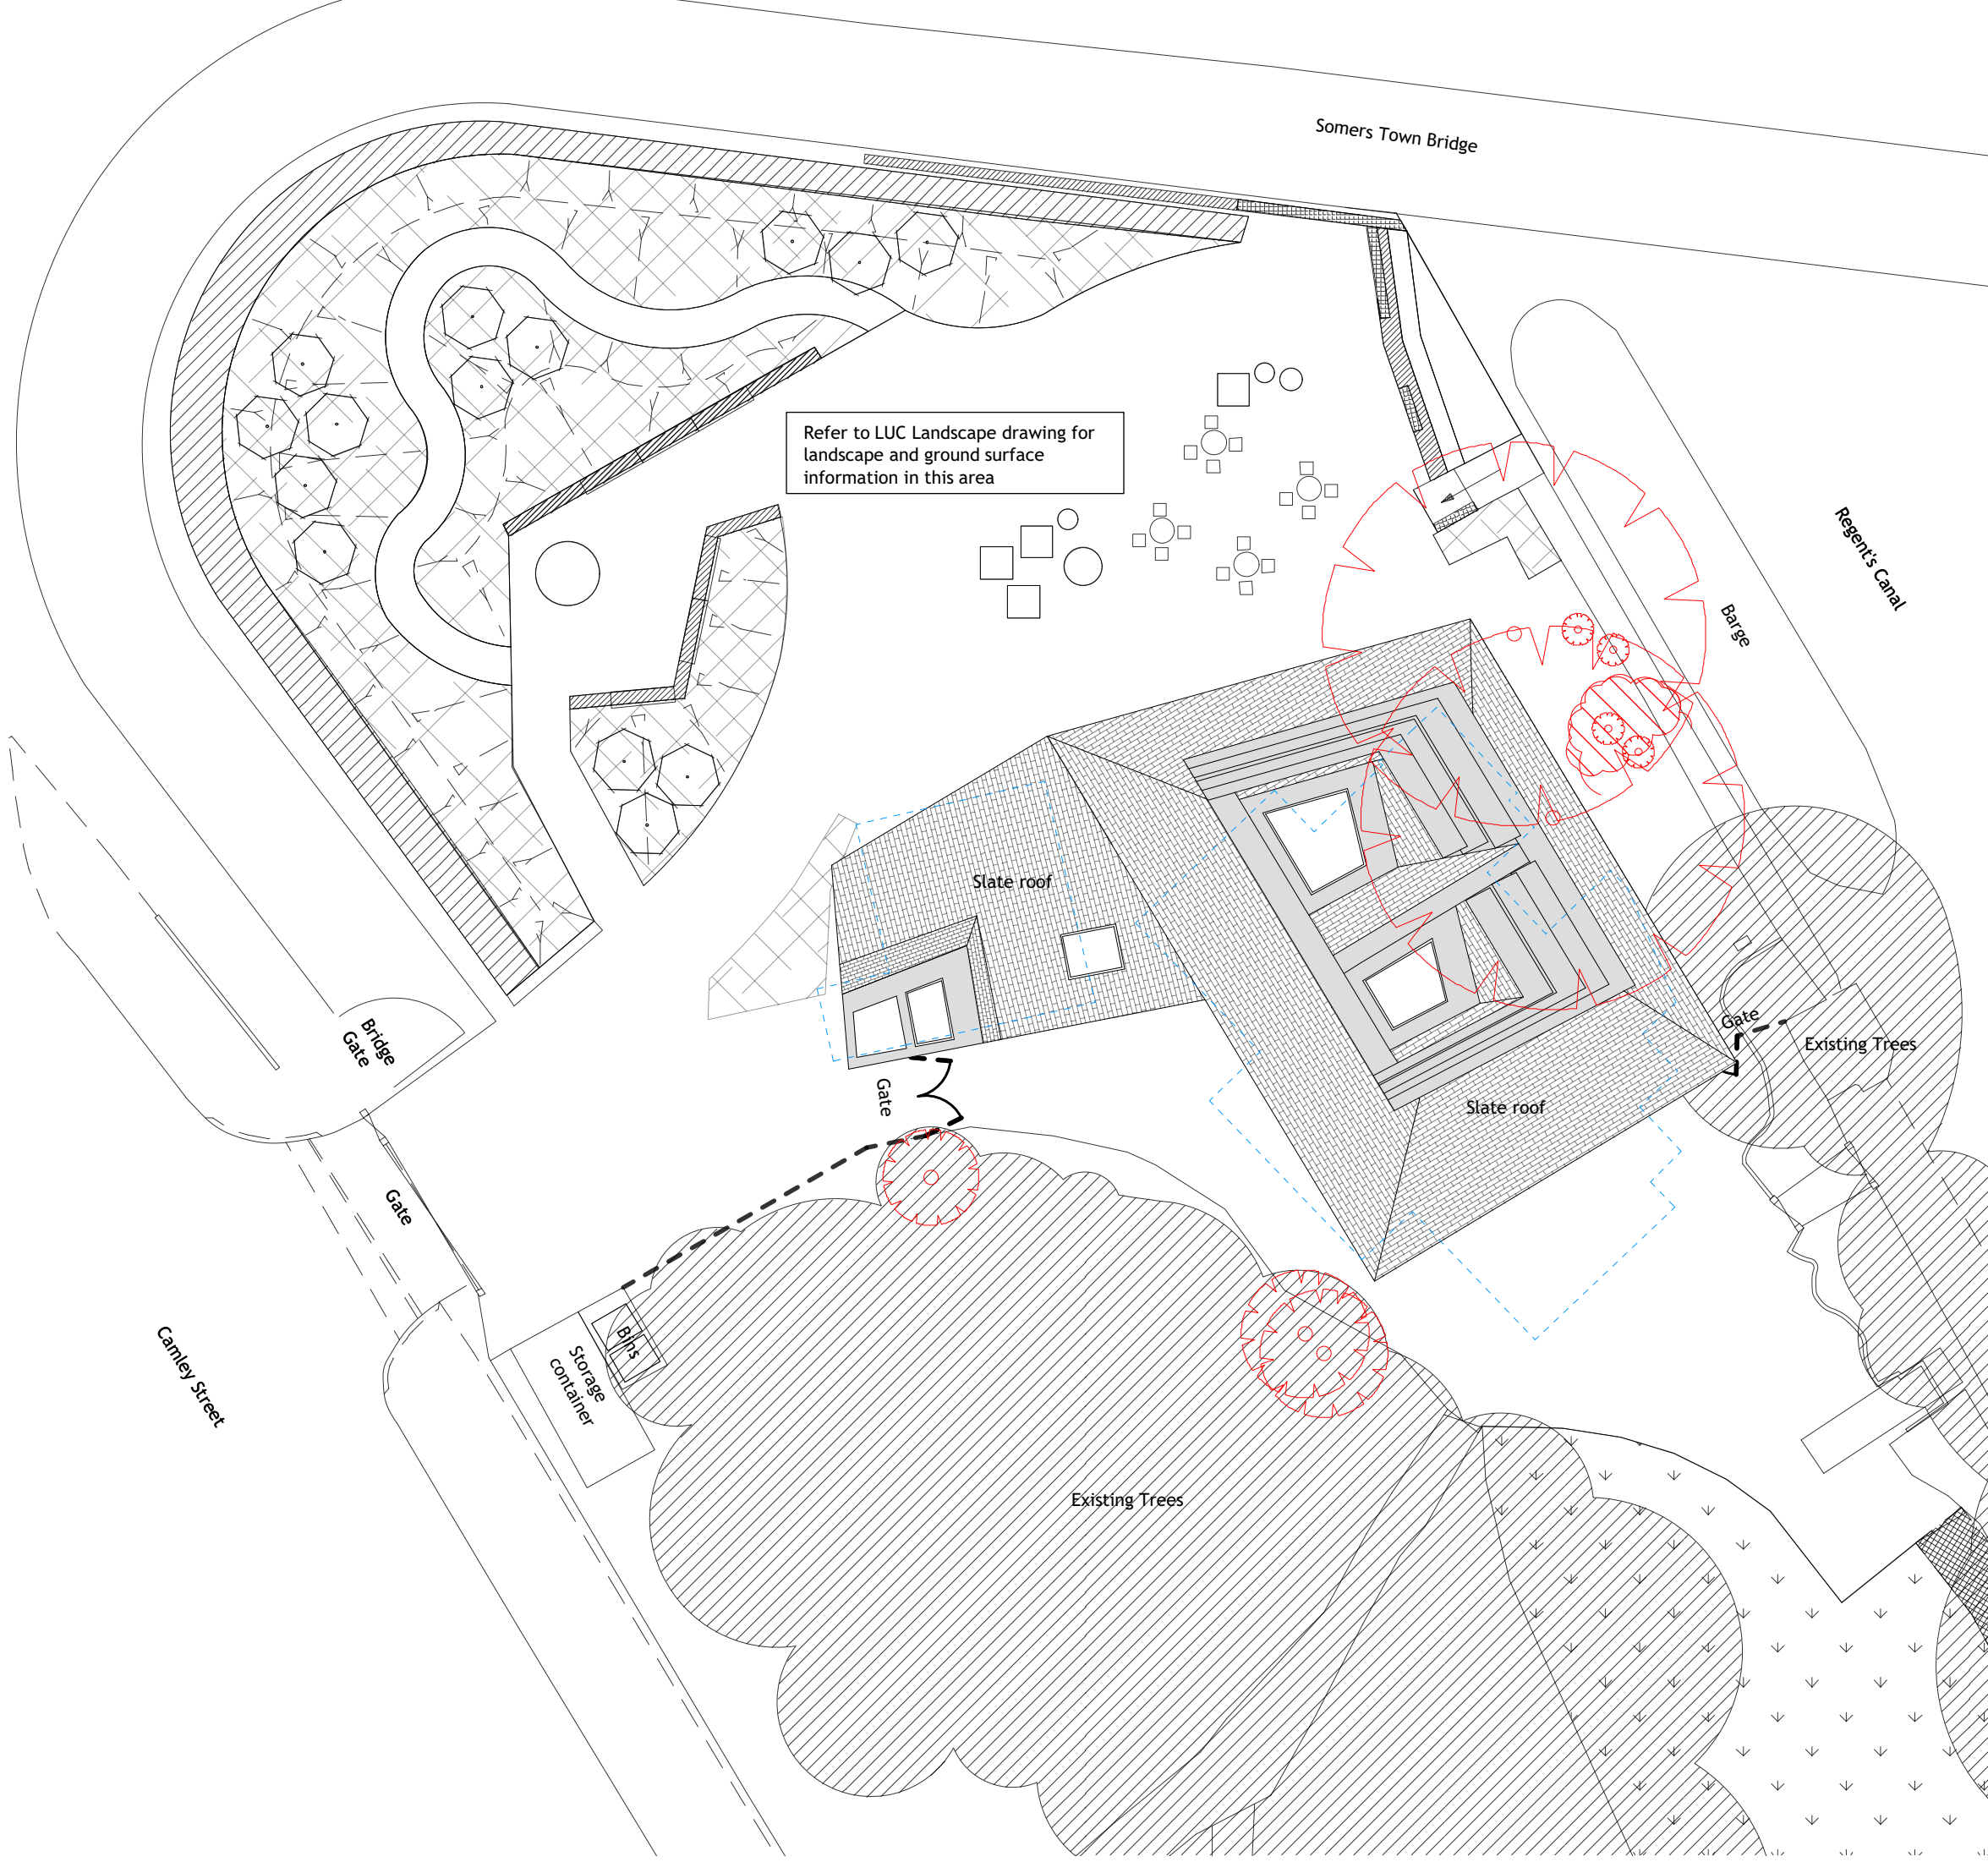 Somers Town Bridge
Refer to LUC Landscape drawing for
landscape and ground surface
information in this area
Regent's Canal
Barge
Slate roof
Gate
Existing Trees
Bridge
Gate
Gate
Slate roof
Gate
Bins
Storage
container
Camley Street
Existing Trees